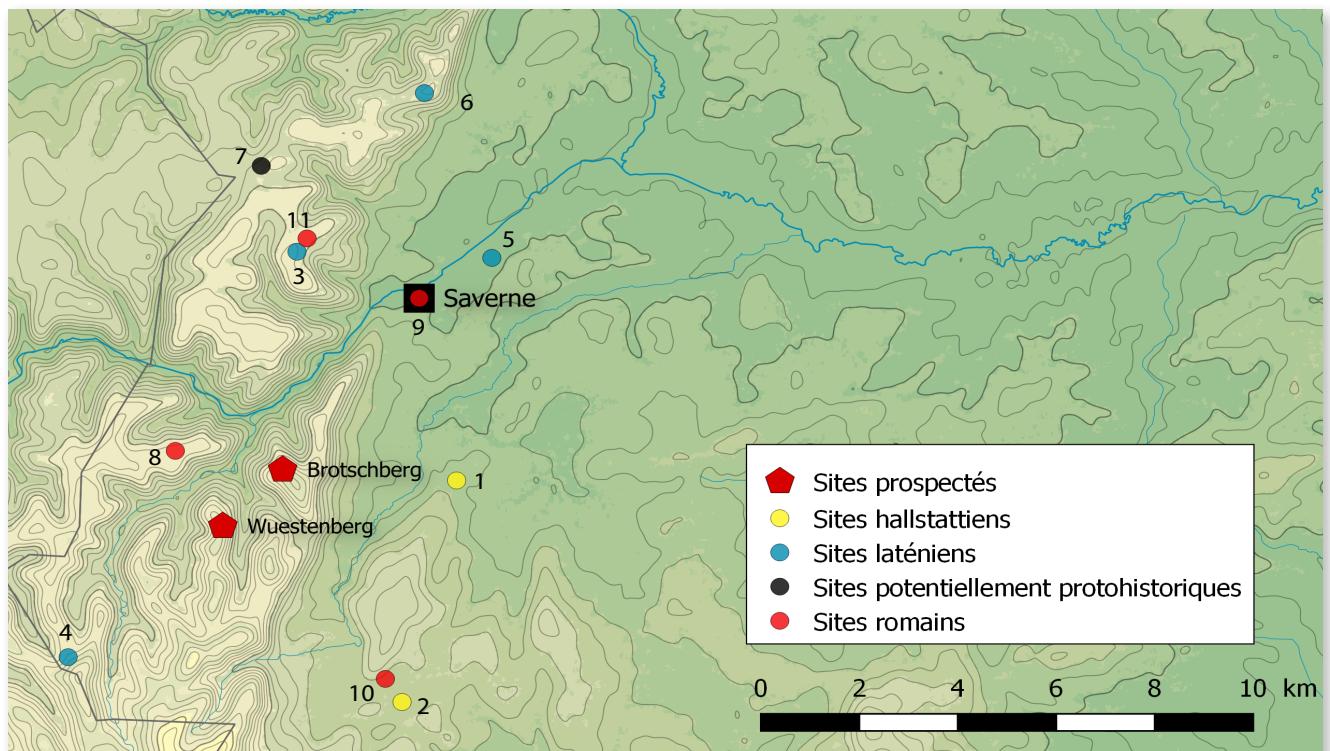 6
7
11
3
5
Saverne
9
8
Brotschberg
1
Wuestenberg
4
10
2
Sites prospectés
Sites hallstattiens
Sites laténiens
Sites potentiellement protohistoriques
Sites romains
0 2 4 6 8 10 km